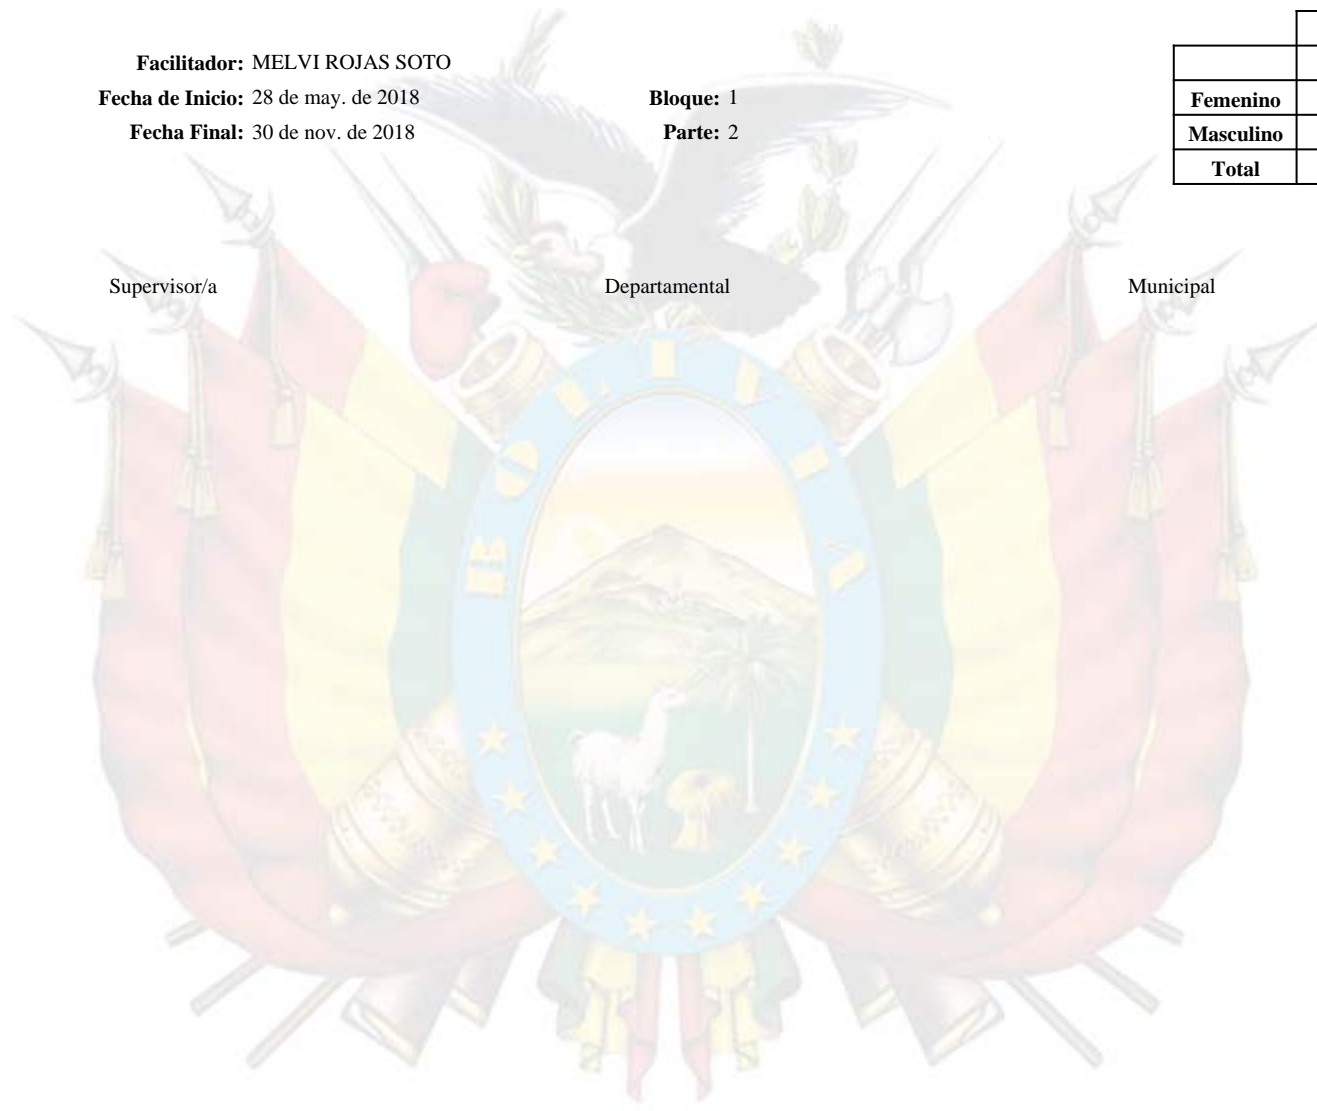 Facilitador: MELVI ROJAS SOTO
Fecha de Inicio: 28 de may. de 2018 Bloque: 1
Fecha Final: 30 de nov. de 2018 Parte: 2
Femenino
Masculino
Total
Supervisor/a Departamental Municipal
BOLIVIA